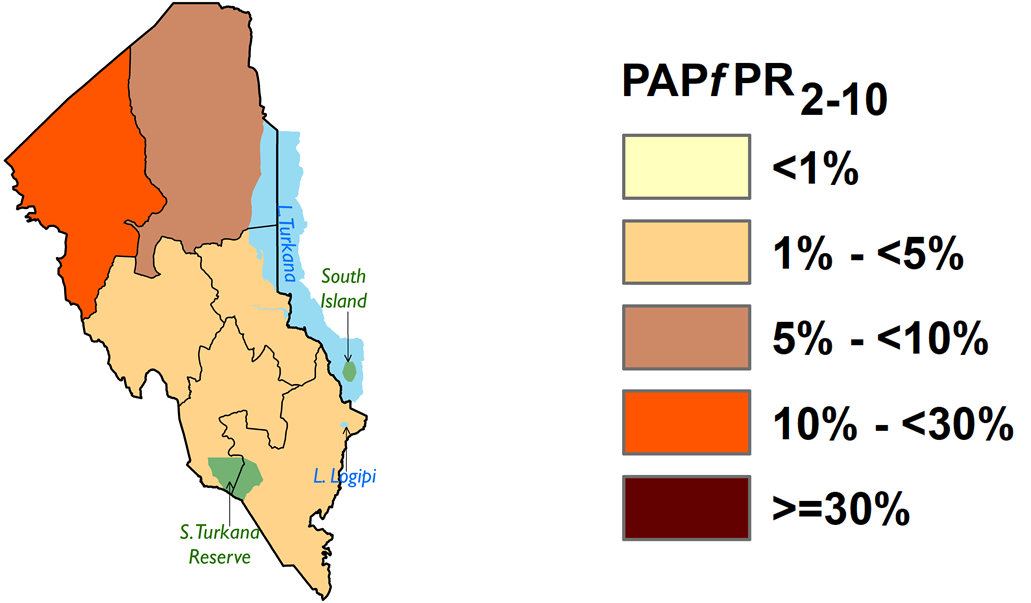 L. Turkana
South
Island
L. Logipi
S. Turkana
Reserve
PAPfPR2-10
<1%
1% - <5%
5% - <10%
10% - <30%
>=30%